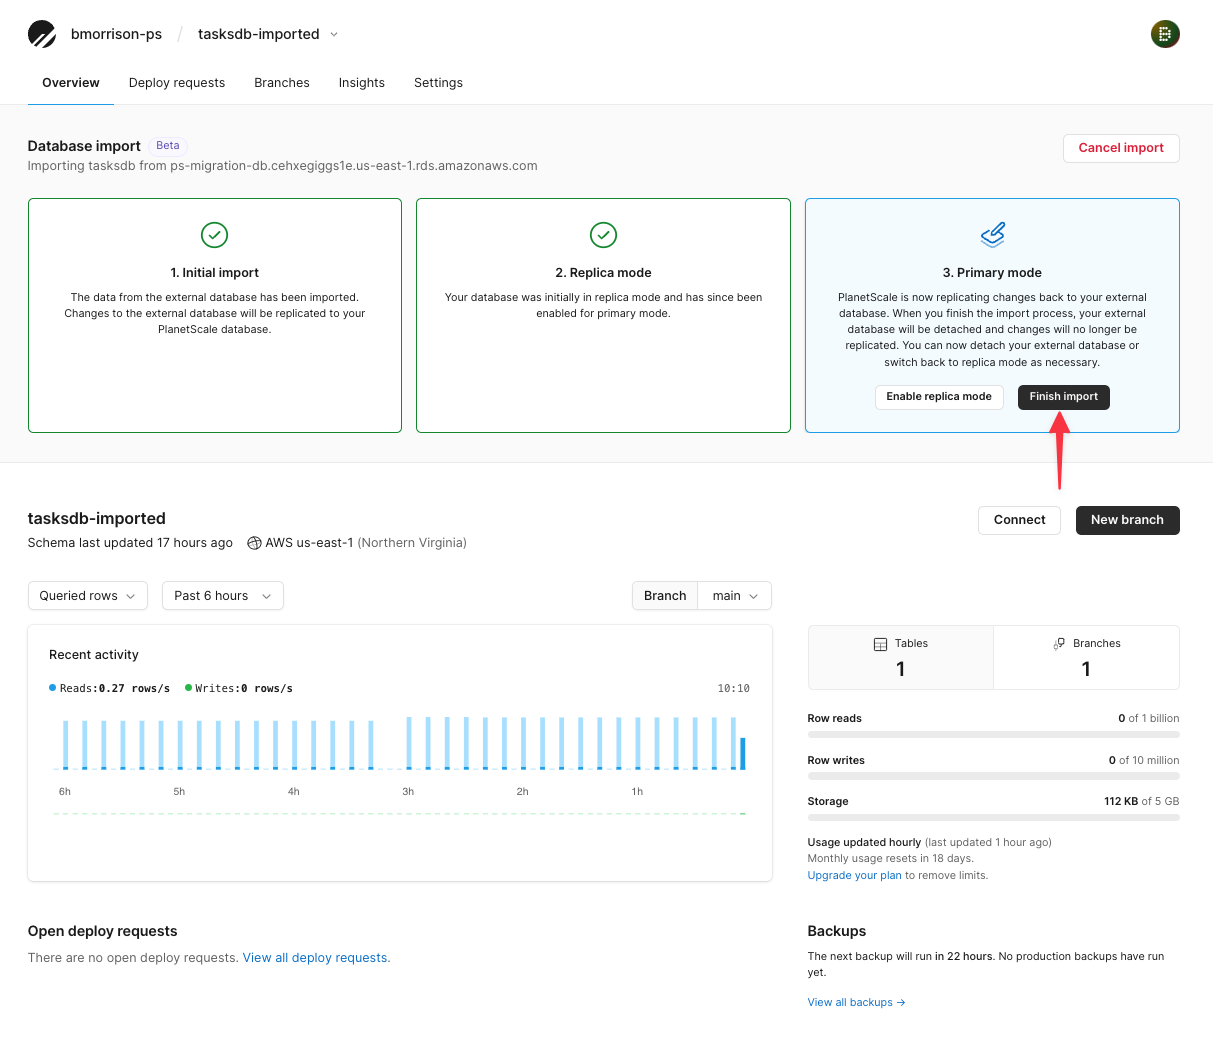 bmorrison-ps / tasksdb-imported
B
Overview Deploy requests Branches Insights Settings
Database import Beta
Importing tasksdb from ps-migration-db.cehxegiggs1e.us-east-1.rds.amazonaws.com
Cancel import
1. Initial import
The data from the external database has been imported.
Changes to the external database will be replicated to your
PlanetScale database.
2. Replica mode
Your database was initially in replica mode and has since been
enabled for primary mode.
3. Primary mode
PlanetScale is now replicating changes back to your external
database. When you finish the import process, your external
database will be detached and changes will no longer be
replicated. You can now detach your external database or
switch back to replica mode as necessary.
Enable replica mode Finish import
tasksdb-imported
Schema last updated 17 hours ago AWS us-east-1 (Northern Virginia)
Connect New branch
Queried rows Past 6 hours Branch main
Recent activity
Reads:0.27 rows/s Writes:0 rows/s 10:10
6h 5h 4h 3h 2h 1h
Tables
1
Branches
1
Row reads 0 of 1 billion
Row writes 0 of 10 million
Storage 112 KB of 5 GB
Usage updated hourly (last updated 1 hour ago)
Monthly usage resets in 18 days.
Upgrade your plan to remove limits.
Open deploy requests
There are no open deploy requests. View all deploy requests.
Backups
The next backup will run in 22 hours. No production backups have run
yet.
View all backups →